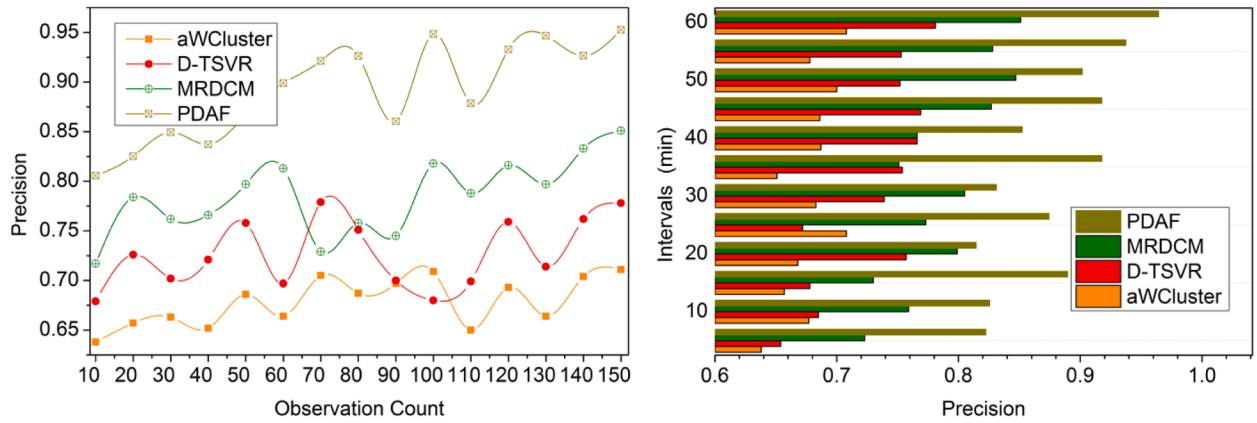 0.95
0.90
0.85
0.80
0.75
0.70
0.65
Precision
aWCluster
D-TSVR
MRDCM
PDAF
10 20 30 40 50 60 70 80 90 100 110 120 130 140 150
Observation Count
60
50
40
30
20
10
Intervals (min)
PDAF
MRDCM
D-TSVR
aWCluster
0.6 0.7 0.8 0.9 1.0
Precision